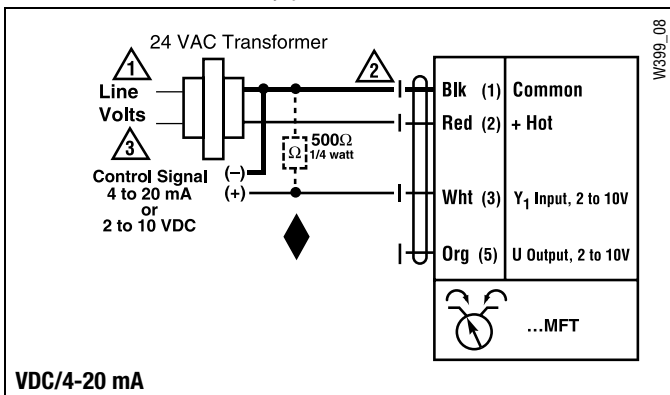 24 VAC Transformer
W399_08
1
Line
Volts
2
3
Control Signal
4 to 20 mA
or
2 to 10 VDC
(–)
(+)
Ω
500Ω
1/4 watt
Blk (1) Common
Red (2) + Hot
Wht (3) Y1 Input, 2 to 10V
Org (5) U Output, 2 to 10V
...MFT
VDC/4-20 mA